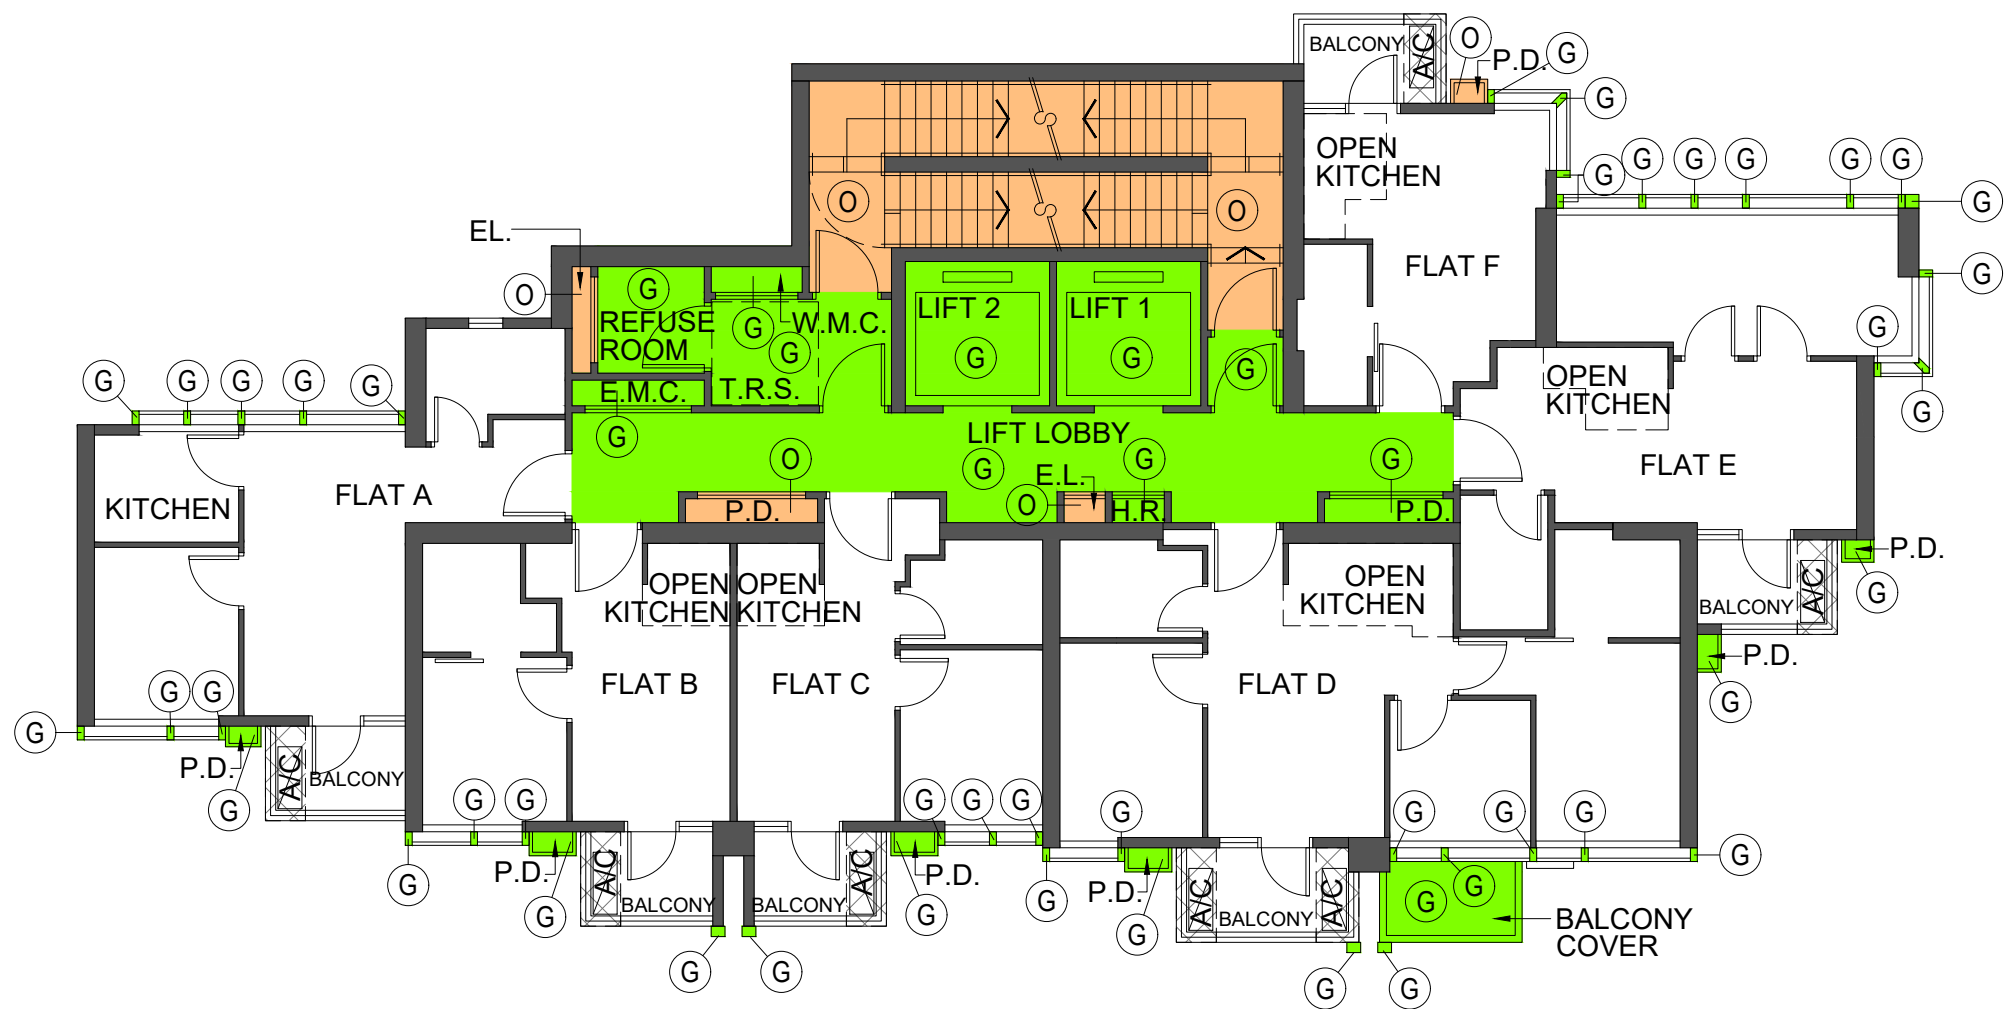 BALCONY
A/C
O
P.D.
G
G
OPEN
KITCHEN
G
G
G
G
G
G
G
O
O
EL.
O
G
REFUSE
ROOM
G
W.M.C.
G
T.R.S.
E.M.C.
G
LIFT 2
G
LIFT 1
G
G
FLAT F
G
G
G
OPEN
KITCHEN
FLAT E
G
G
G
G
G
KITCHEN
FLAT A
LIFT LOBBY
G
O
P.D.
G
E.L.
O
H.R.
G
P.D.
P.D.
G
BALCONY
A/C
P.D.
G
OPEN
KITCHEN
OPEN
KITCHEN
OPEN
KITCHEN
FLAT B
FLAT C
FLAT D
G
G
G
P.D.
G
A/C
BALCONY
G
G
G
P.D.
G
A/C
BALCONY
G
BALCONY
A/C
G
P.D.
G
G
G
G
G
G
P.D.
G
A/C
BALCONY
A/C
G
G
G
G
G
G
G
G
BALCONY
COVER
G